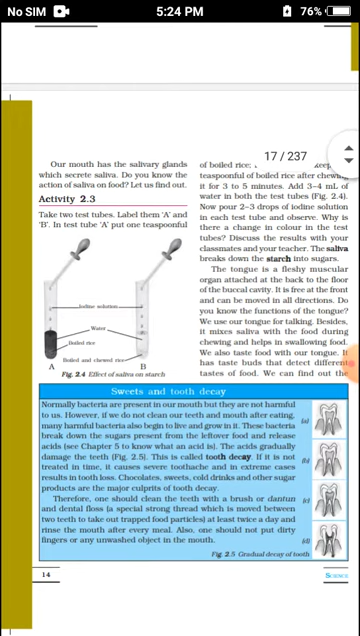 No SIM
5:24 PM
76%
17 / 237
Our mouth has the salivary glands
which secrete saliva. Do you know the
action of saliva on food? Let us find out.
Activity 2.3
Take two test tubes. Label them 'A' and
'B'. In test tube 'A' put one teaspoonful
of boiled rice;
teaspoonful of boiled rice after chewing
it for 3 to 5 minutes. Add 3–4 mL of
water in both the test tubes (Fig. 2.4).
Now pour 2–3 drops of iodine solution
in each test tube and observe. Why is
there a change in colour in the test
tubes? Discuss the results with your
classmates and your teacher. The saliva
breaks down the starch into sugars.
The tongue is a fleshy muscular
organ attached at the back to the floor
of the buccal cavity. It is free at the front
and can be moved in all directions. Do
you know the functions of the tongue?
We use our tongue for talking. Besides,
it mixes saliva with the food during
chewing and helps in swallowing food.
We also taste food with our tongue. It
has taste buds that detect different
tastes of food. We can find out the
Iodine solution
Water
Boiled rice
Boiled and chewed rice
A
B
Fig. 2.4 Effect of saliva on starch
Sweets and tooth decay
Normally bacteria are present in our mouth but they are not harmful
to us. However, if we do not clean our teeth and mouth after eating,
many harmful bacteria also begin to live and grow in it. These bacteria
break down the sugars present from the leftover food and release
acids (see Chapter 5 to know what an acid is). The acids gradually
damage the teeth (Fig. 2.5). This is called tooth decay. If it is not
treated in time, it causes severe toothache and in extreme cases
results in tooth loss. Chocolates, sweets, cold drinks and other sugar
products are the major culprits of tooth decay.
Therefore, one should clean the teeth with a brush or dantun
and dental floss (a special strong thread which is moved between
two teeth to take out trapped food particles) at least twice a day and
rinse the mouth after every meal. Also, one should not put dirty
fingers or any unwashed object in the mouth.
(a)
(b)
(c)
(d)
Fig. 2.5 Gradual decay of tooth
14
SCIENCE